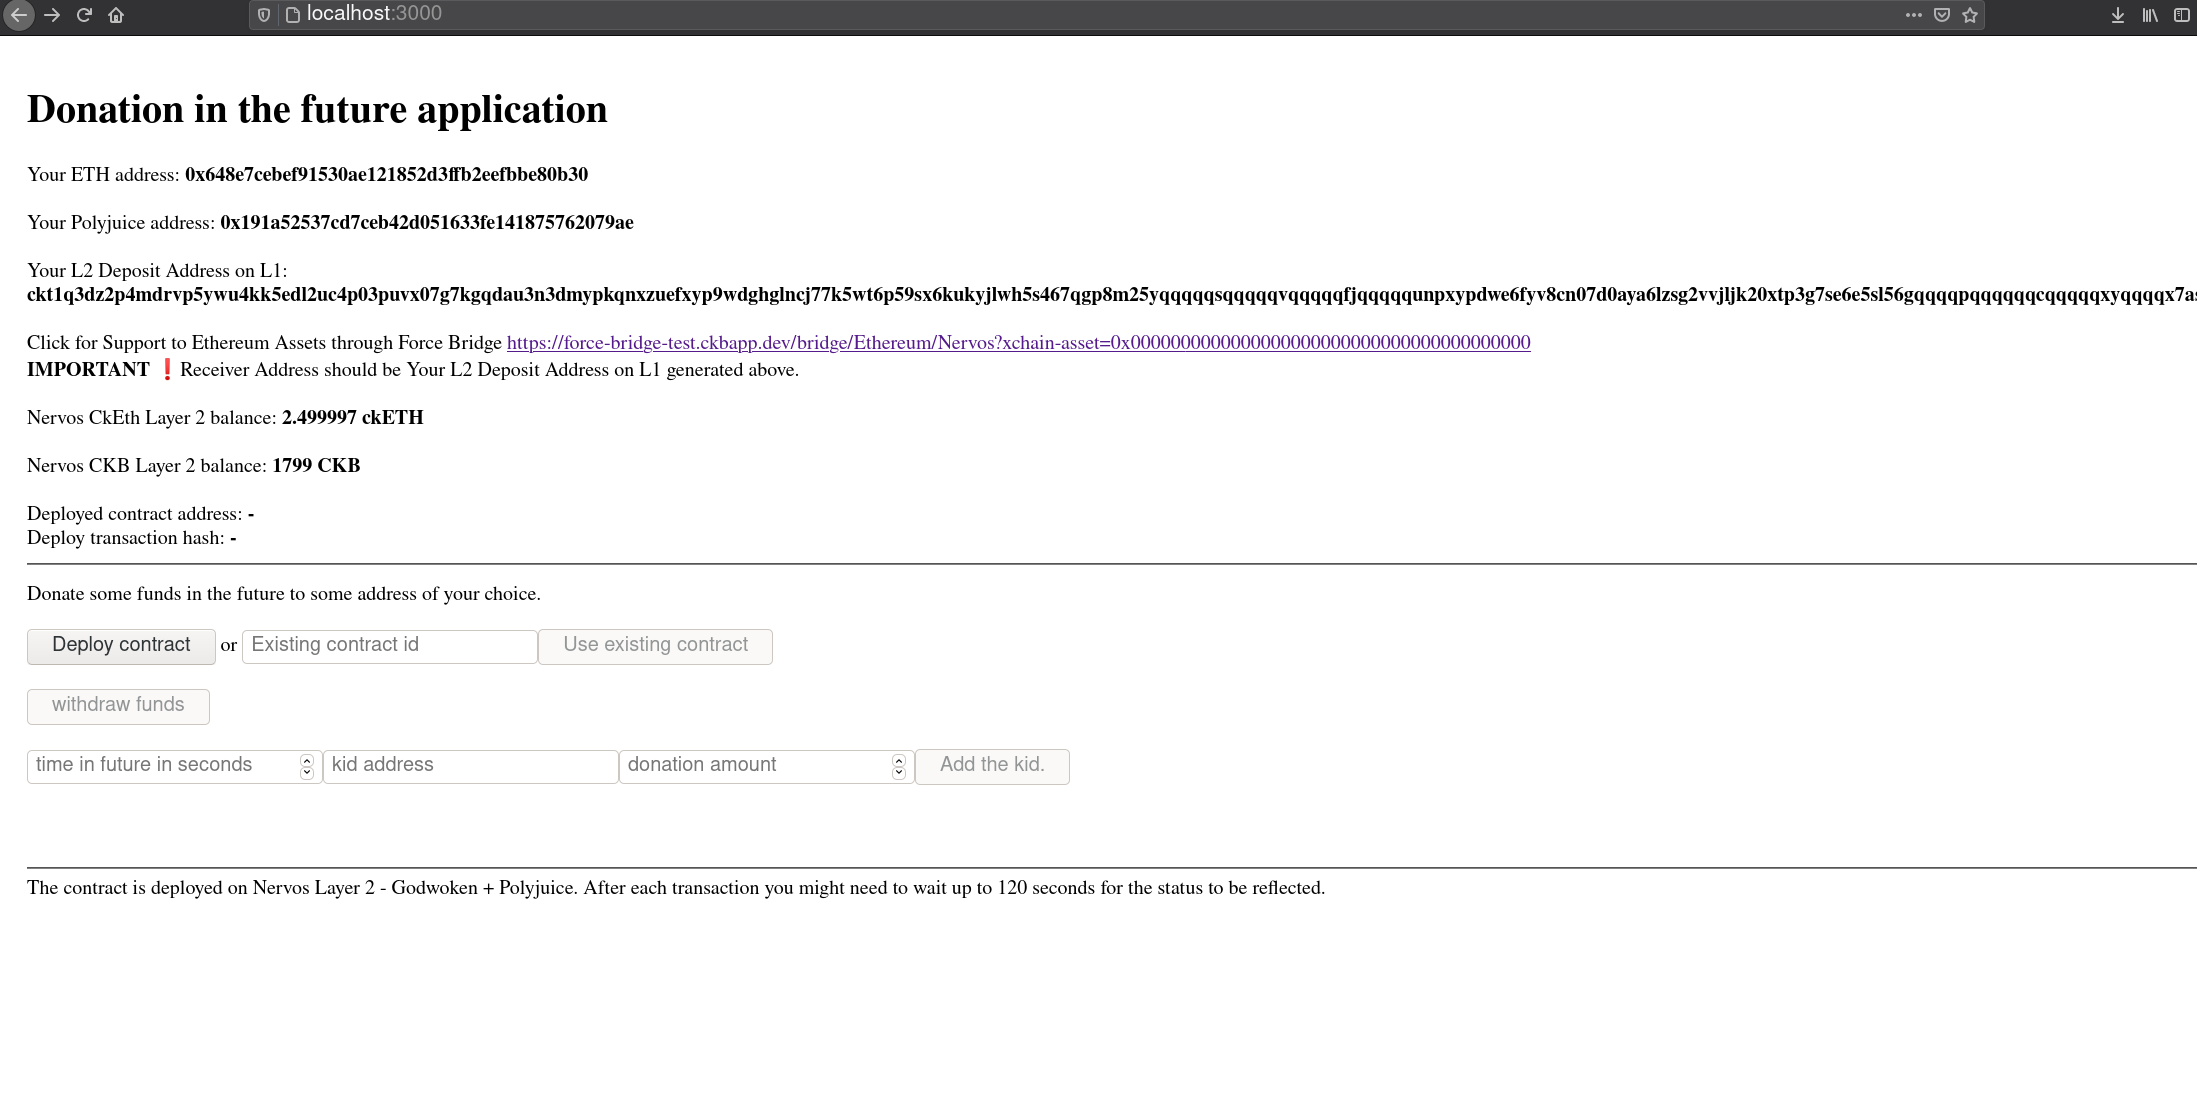 localhost:3000
Donation in the future application
Your ETH address: 0x648e7cebef91530ae121852d3ffb2eefbbe80b30
Your Polyjuice address: 0x191a52537cd7ceb42d051633fe141875762079ae
Your L2 Deposit Address on L1:
ckt1q3dz2p4mdrvp5ywu4kk5edl2uc4p03puvx07g7kgqdau3n3dmypkqnxzuefxyp9wdghglncj77k5wt6p59sx6kukyjlwh5s467qgp8m25yqqqqqsqqqqqvqqqqqfjqqqqqunpxypdwe6fyv8cn07d0aya6lzsg2vvjljk20xtp3g7se6e5sl56gqqqqpqqqqqqcqqqqqxyqqqqx7as
Click for Support to Ethereum Assets through Force Bridge https://force-bridge-test.ckbapp.dev/bridge/Ethereum/Nervos?xchain-asset=0x0000000000000000000000000000000000000000
IMPORTANT ❗Receiver Address should be Your L2 Deposit Address on L1 generated above.
Nervos CkEth Layer 2 balance: 2.499997 ckETH
Nervos CKB Layer 2 balance: 1799 CKB
Deployed contract address: -
Deploy transaction hash: -
Donate some funds in the future to some address of your choice.
Deploy contract or Existing contract id Use existing contract
withdraw funds
time in future in seconds kid address donation amount Add the kid.
The contract is deployed on Nervos Layer 2 - Godwoken + Polyjuice. After each transaction you might need to wait up to 120 seconds for the status to be reflected.